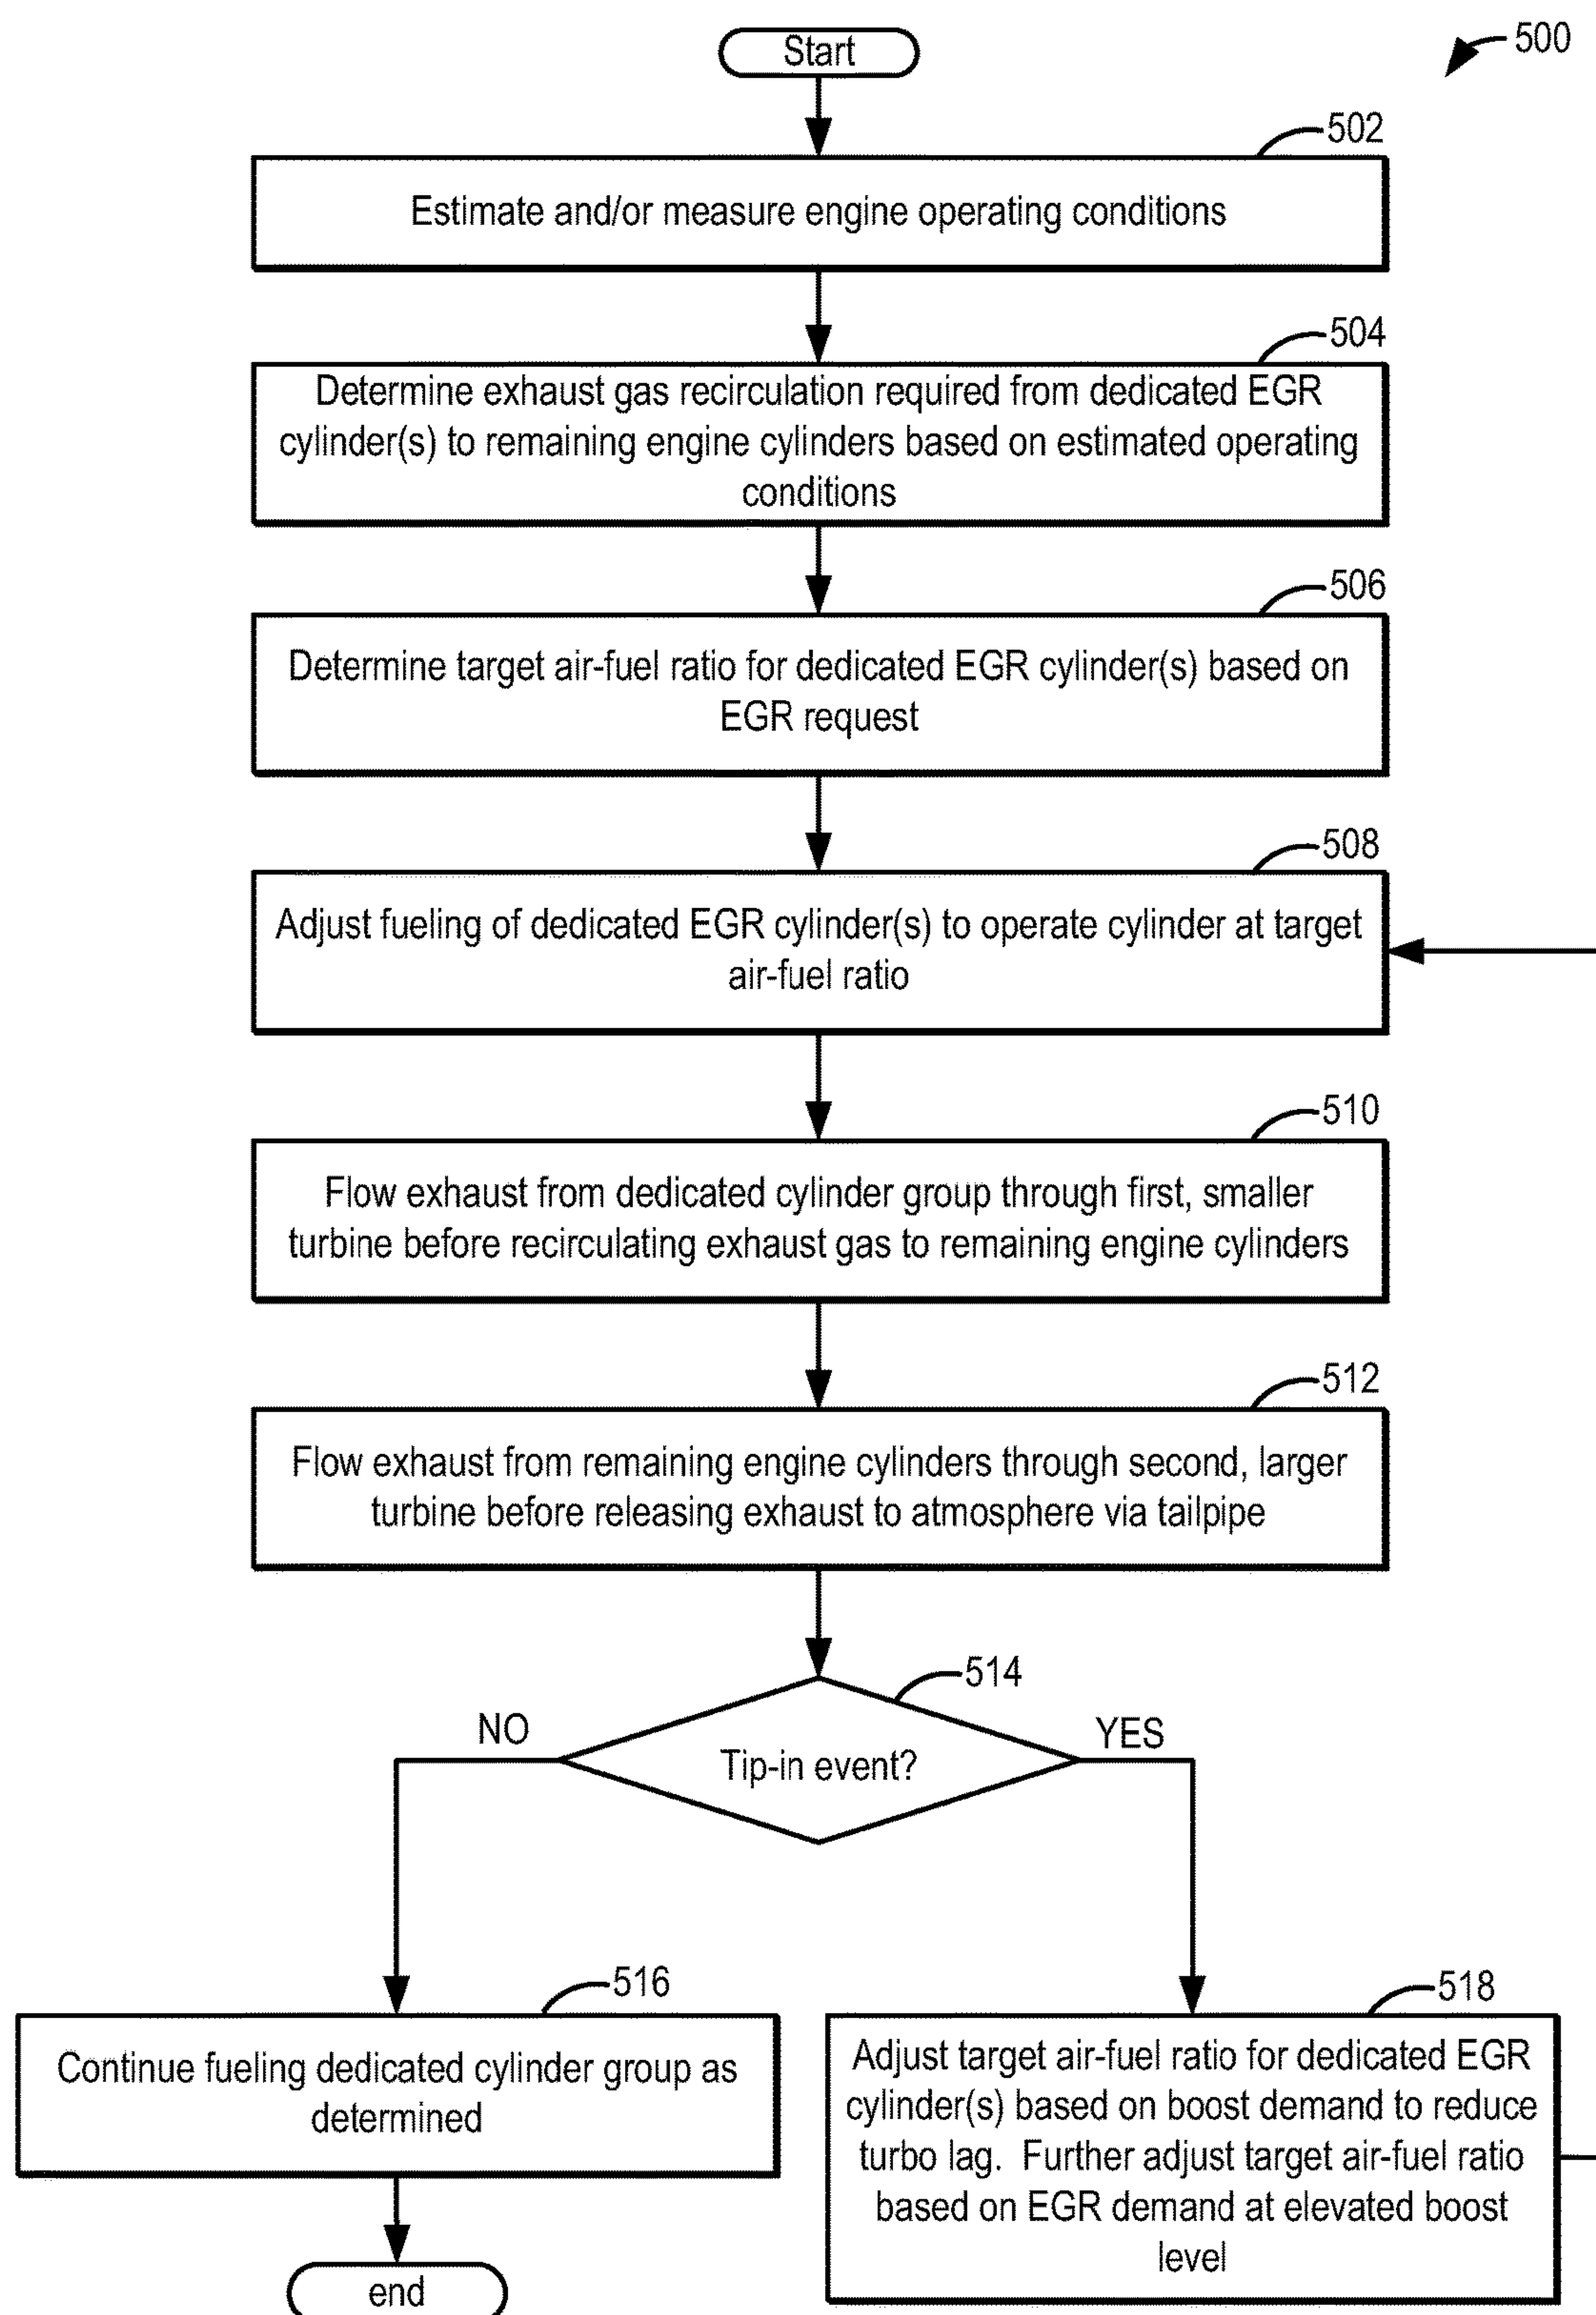 Start
500
502
Estimate and/or measure engine operating conditions
504
Determine exhaust gas recirculation required from dedicated EGR
cylinder(s) to remaining engine cylinders based on estimated operating
conditions
506
Determine target air-fuel ratio for dedicated EGR cylinder(s) based on
EGR request
508
Adjust fueling of dedicated EGR cylinder(s) to operate cylinder at target
air-fuel ratio
510
Flow exhaust from dedicated cylinder group through first, smaller
turbine before recirculating exhaust gas to remaining engine cylinders
512
Flow exhaust from remaining engine cylinders through second, larger
turbine before releasing exhaust to atmosphere via tailpipe
514
NO
YES
Tip-in event?
516
Continue fueling dedicated cylinder group as
determined
end
518
Adjust target air-fuel ratio for dedicated EGR
cylinder(s) based on boost demand to reduce
turbo lag.  Further adjust target air-fuel ratio
based on EGR demand at elevated boost
level